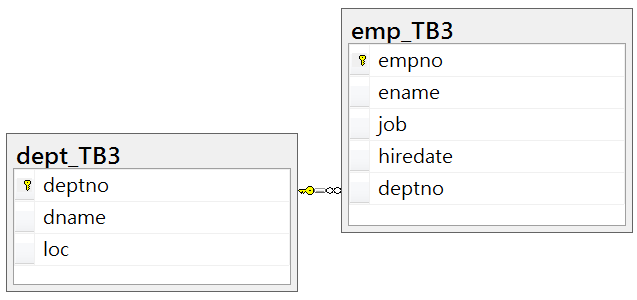 emp_TB3
empno
ename
job
hiredate
deptno
dept_TB3
deptno
dname
loc